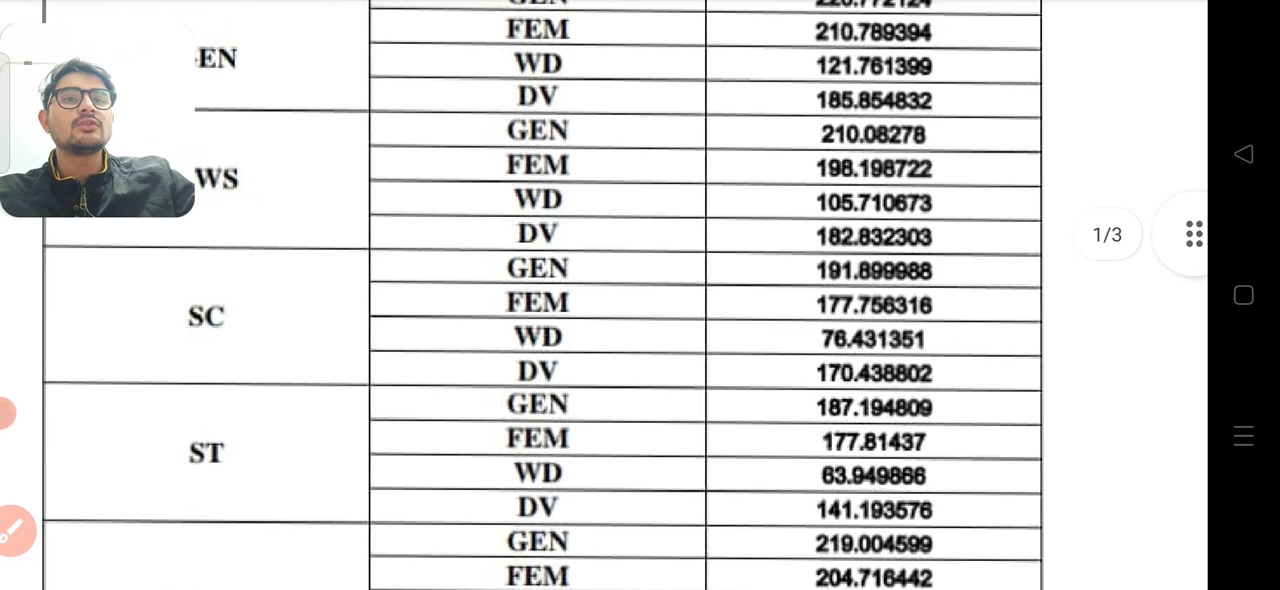 GEN 220.772124
FEM 210.789394
EN
WD 121.761399
DV 185.854832
GEN 210.08278
FEM 198.198722
WS
WD 105.710673
DV 182.832303
1/3
GEN 191.899988
FEM 177.756316
SC
WD 76.431351
DV 170.438802
GEN 187.194809
FEM 177.81437
ST
WD 63.949866
DV 141.193576
GEN 219.004599
FEM 204.716442